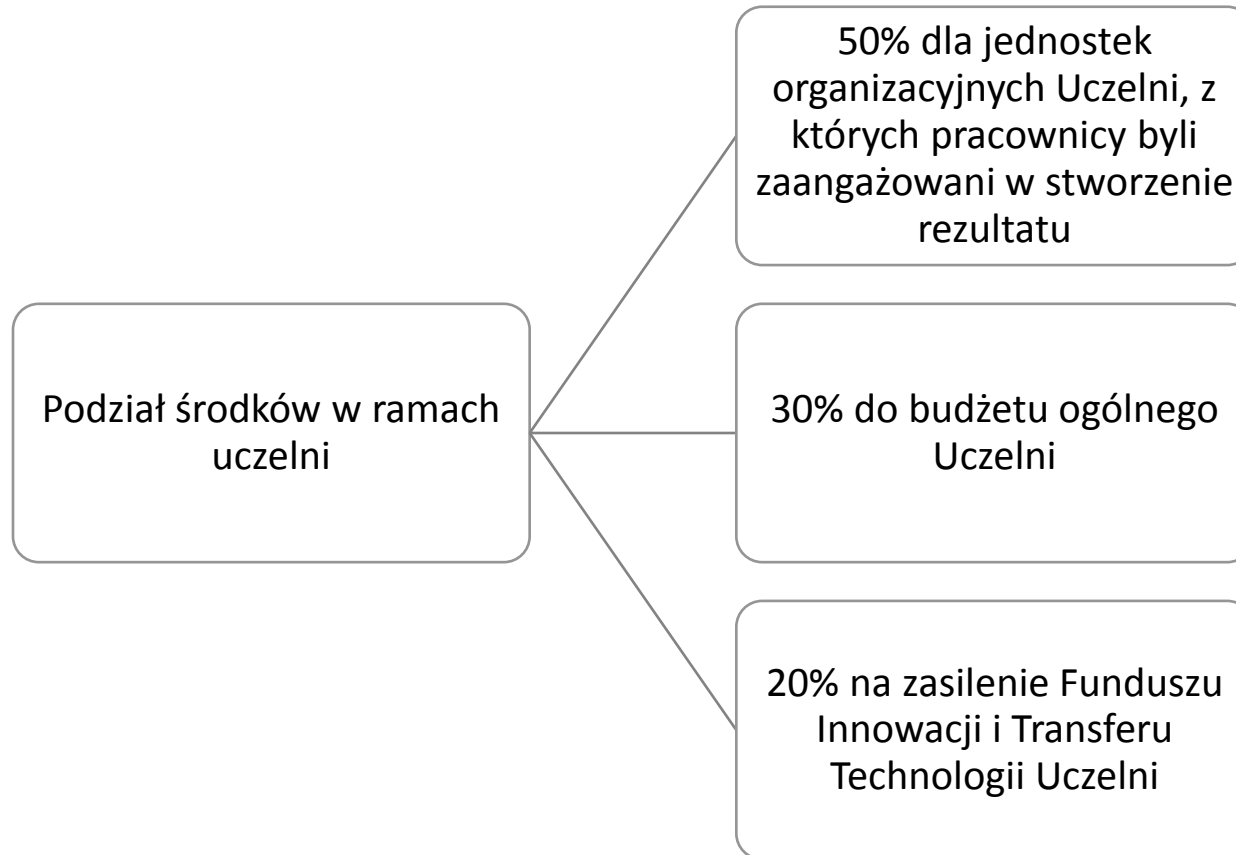 50% dla jednostek
organizacyjnych Uczelni, z
których pracownicy byli
zaangażowani w stworzenie
rezultatu
Podział środków w ramach
uczelni
30% do budżetu ogólnego
Uczelni
20% na zasilenie Funduszu
Innowacji i Transferu
Technologii Uczelni